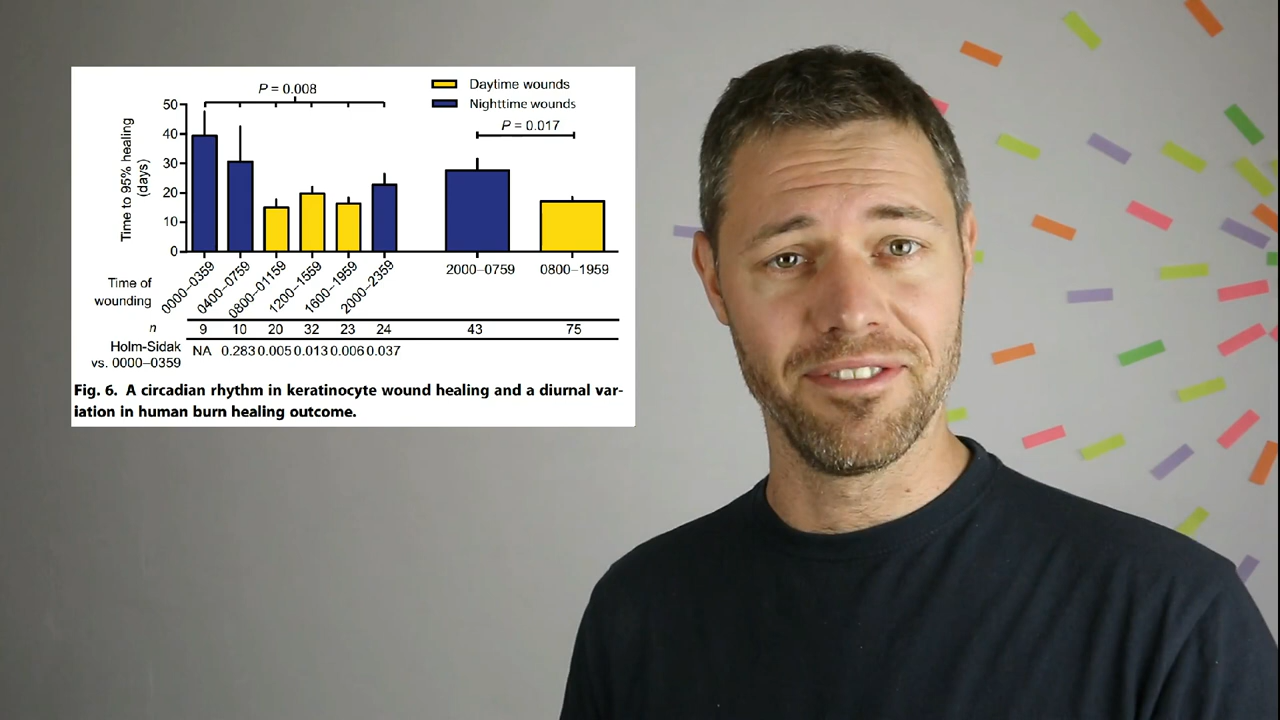 P = 0.008
Daytime wounds
Nighttime wounds
P = 0.017
Time to 95% healing
(days)
50
40
30
20
10
0
0000–0359
0400–0759
0800–01159
1200–1559
1600–1959
2000–2359
2000–0759
0800–1959
Time of
wounding
n 9 10 20 32 23 24 43 75
Holm-Sidak
vs. 0000–0359
NA 0.283 0.005 0.013 0.006 0.037
Fig. 6. A circadian rhythm in keratinocyte wound healing and a diurnal var-
iation in human burn healing outcome.